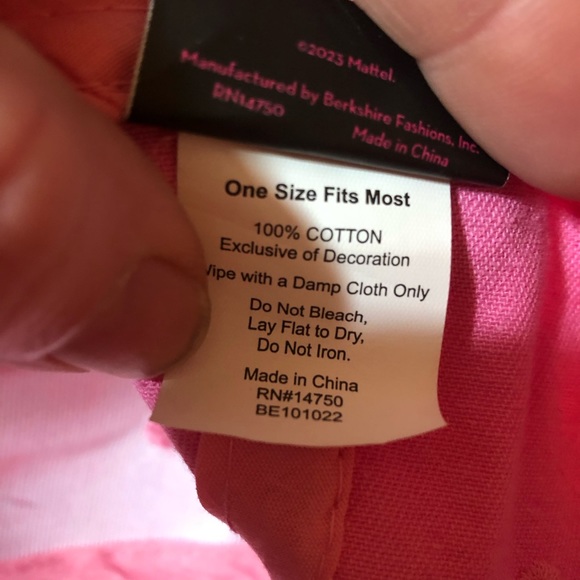 ©2023 Mattel.
Manufactured by Berkshire Fashions, Inc.
RN14750
Made in China
One Size Fits Most
100% COTTON
Exclusive of Decoration
Wipe with a Damp Cloth Only
Do Not Bleach,
Lay Flat to Dry,
Do Not Iron.
Made in China
RN#14750
BE101022